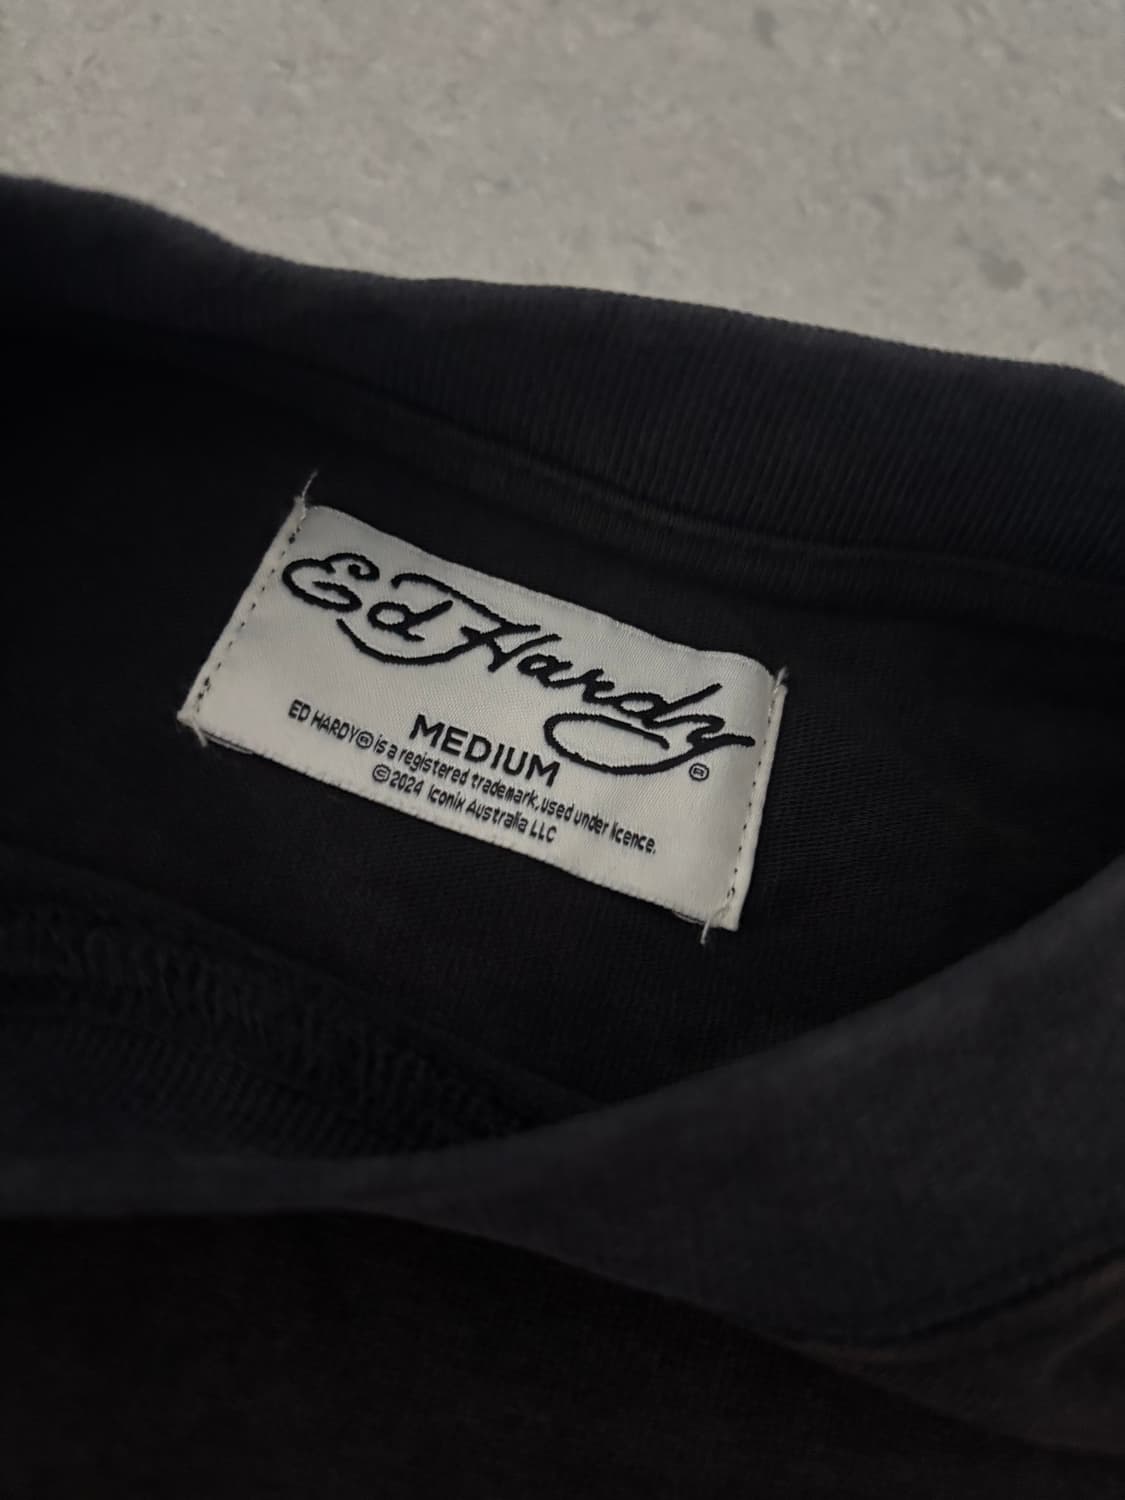 Ed Hardy®
MEDIUM
ED HARDY® is a registered trademark, used under licence.
©2024 Iconix Australia LLC